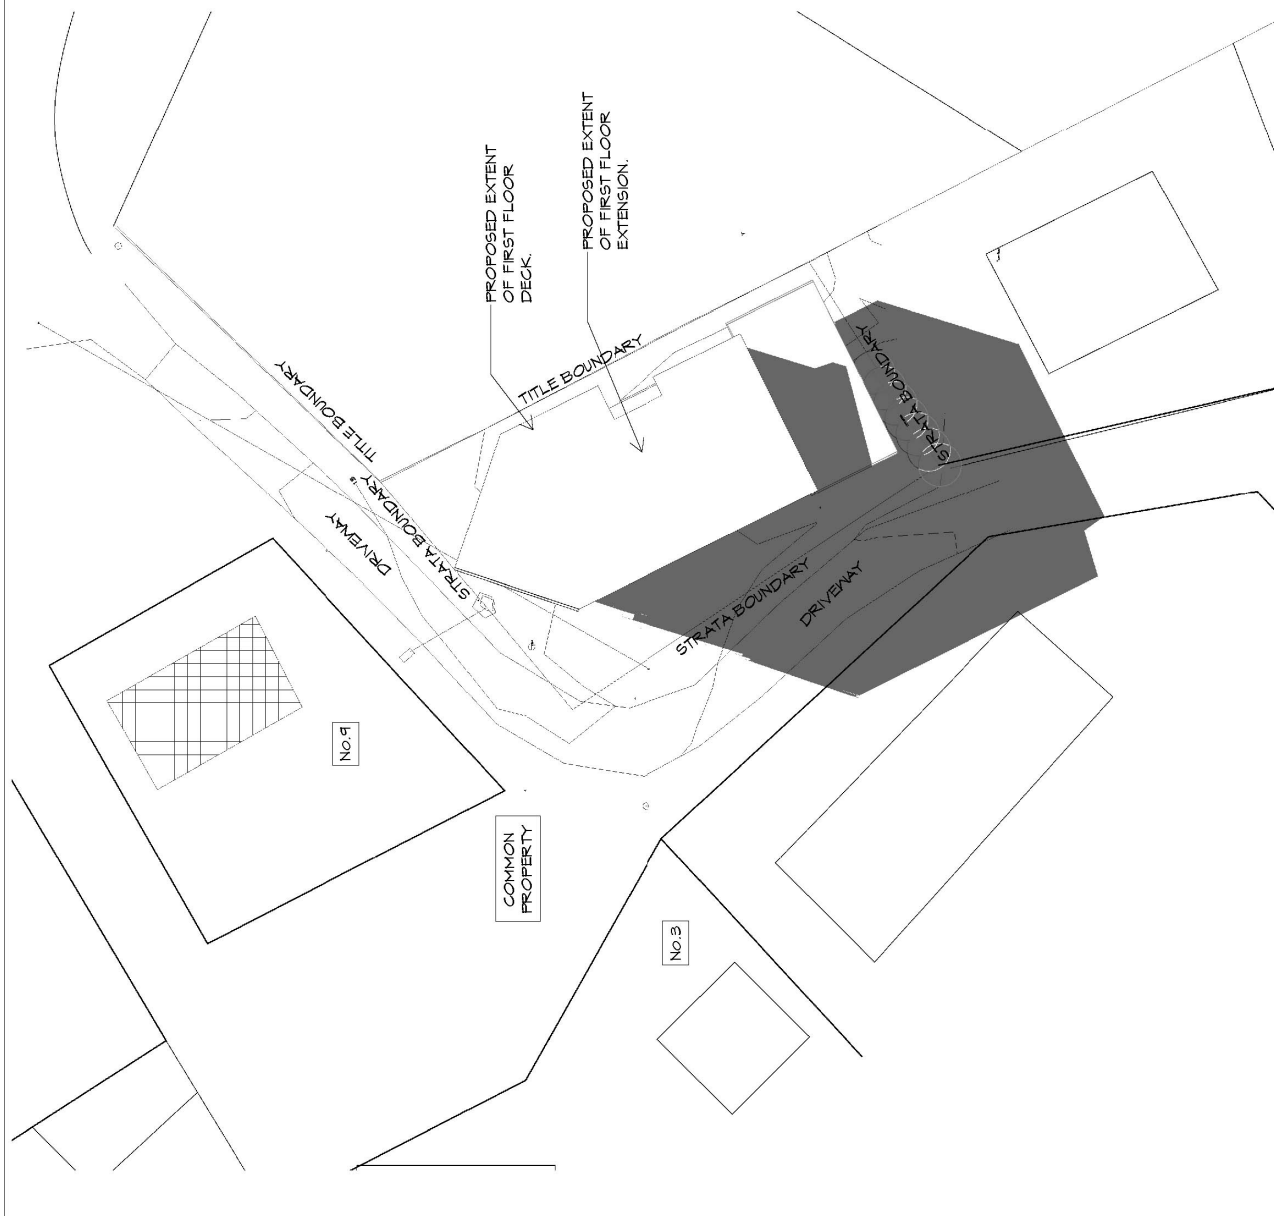 PROPOSED EXTENT
OF FIRST FLOOR
DECK.
PROPOSED EXTENT
OF FIRST FLOOR
EXTENSION.
TITLE BOUNDARY
TITLE BOUNDARY
STRATA BOUNDARY
DRIVEWAY
STRATA BOUNDARY
STRATA BOUNDARY
DRIVEWAY
No.9
COMMON
PROPERTY
No.3